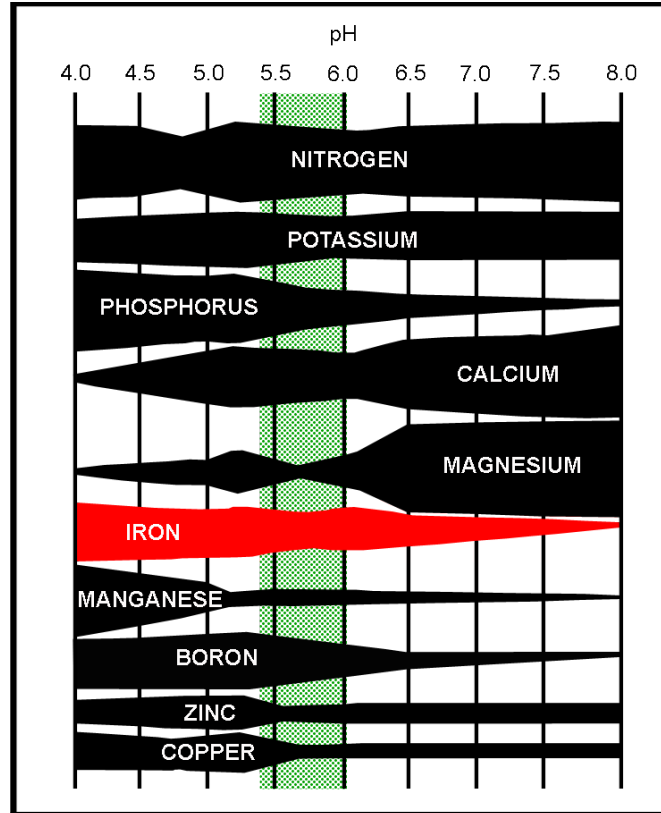 pH
4.0 4.5 5.0 5.5 6.0 6.5 7.0 7.5 8.0
NITROGEN
POTASSIUM
PHOSPHORUS
CALCIUM
MAGNESIUM
IRON
MANGANESE
BORON
ZINC
COPPER